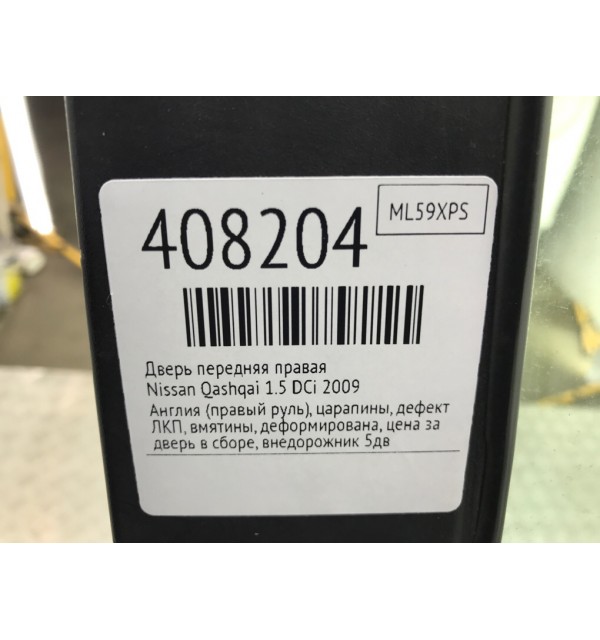 408204
ML59XPS
Дверь передняя правая
Nissan Qashqai 1.5 DCi 2009
Англия (правый руль), царапины, дефект
ЛКП, вмятины, деформирована, цена за
дверь в сборе, внедорожник 5дв